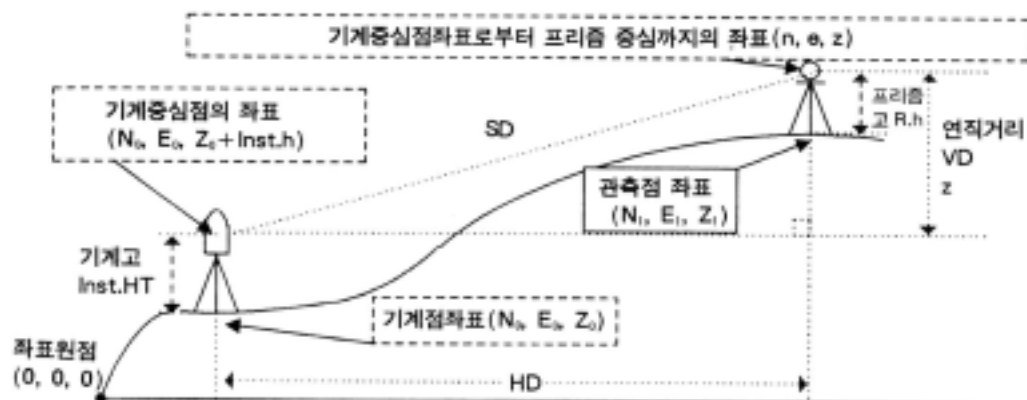 기계중심점좌표로부터 프리즘 중심까지의 좌표(n, e, z)
기계중심점의 좌표
(N₀, E₀, Z₀+Inst.h)
SD
프리즘
고 R.h
연직거리
VD
z
관측점 좌표
(N₁, E₁, Z₁)
기계고
Inst.HT
기계점좌표(N₀, E₀, Z₀)
좌표원점
(0, 0, 0)
HD